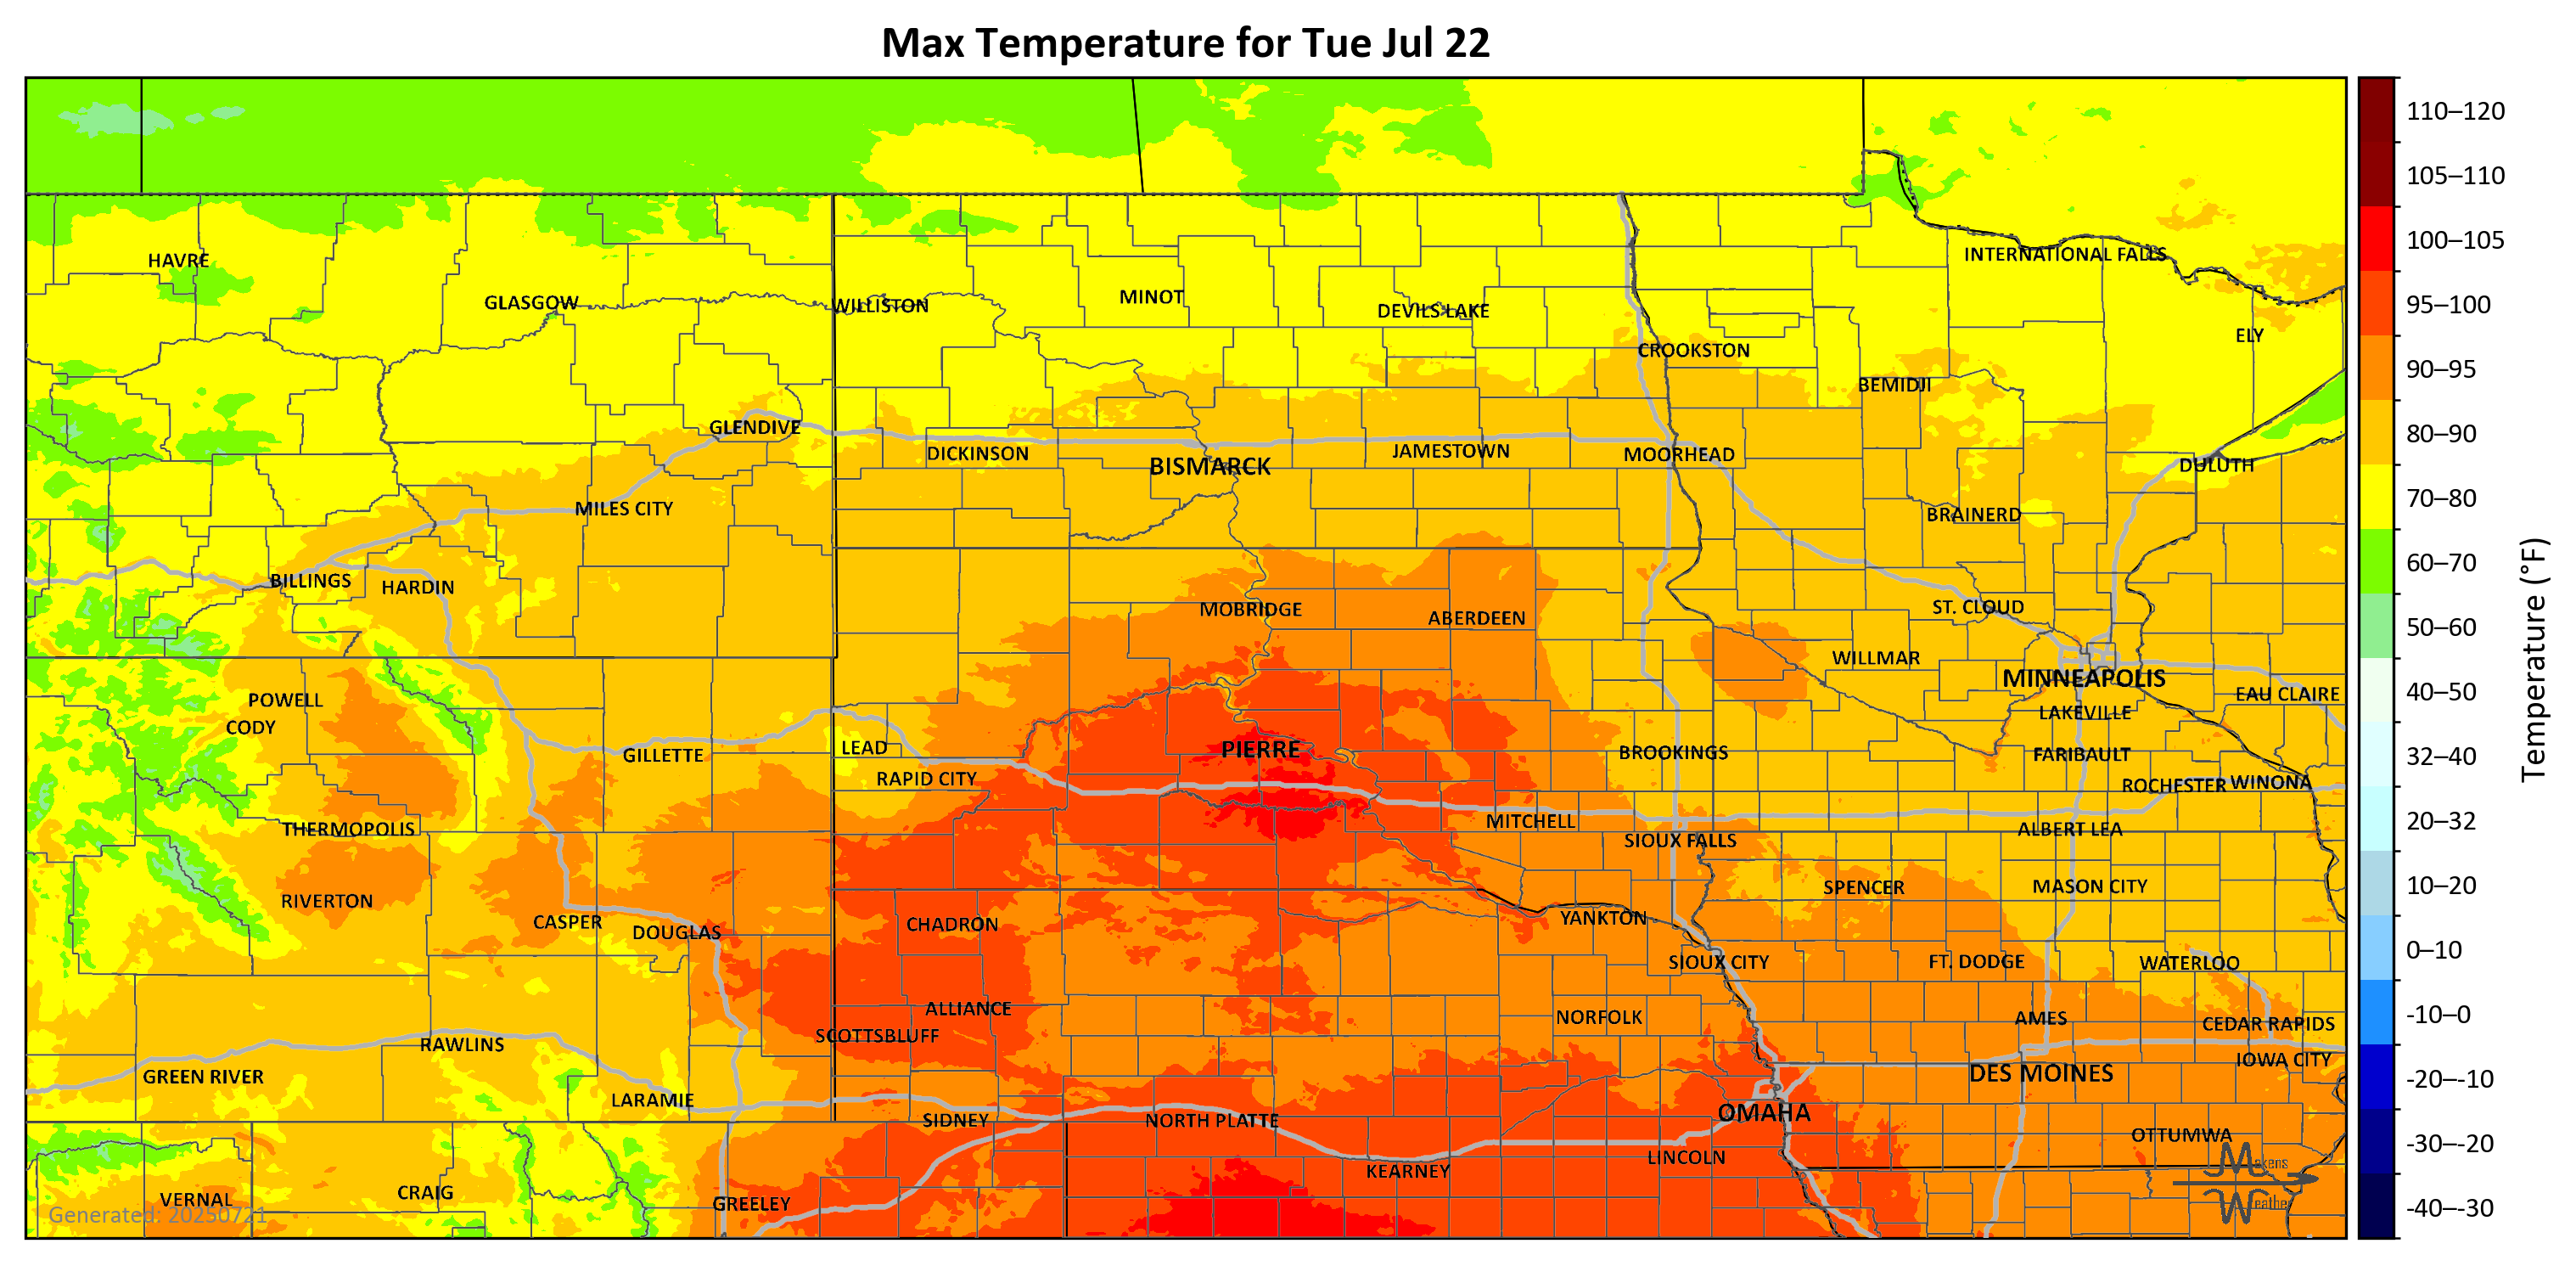 Max Temperature for Tue Jul 22
110–120
105–110
100–105
95–100
90–95
80–90
70–80
60–70
50–60
40–50
32–40
20–32
10–20
0–10
-10–0
-20–-10
-30–-20
-40–-30
Temperature (°F)
HAVRE
INTERNATIONAL FALLS
GLASGOW
WILLISTON
MINOT
DEVILS LAKE
ELY
CROOKSTON
BEMIDJI
GLENDIVE
DICKINSON
BISMARCK
JAMESTOWN
MOORHEAD
DULUTH
MILES CITY
BRAINERD
BILLINGS
HARDIN
MOBRIDGE
ABERDEEN
ST. CLOUD
WILLMAR
MINNEAPOLIS
EAU CLAIRE
POWELL
CODY
LAKEVILLE
GILLETTE
LEAD
PIERRE
BROOKINGS
FARIBAULT
RAPID CITY
ROCHESTER
WINONA
THERMOPOLIS
MITCHELL
SIOUX FALLS
ALBERT LEA
RIVERTON
SPENCER
MASON CITY
CASPER
DOUGLAS
CHADRON
YANKTON
SIOUX CITY
FT. DODGE
WATERLOO
ALLIANCE
NORFOLK
AMES
CEDAR RAPIDS
SCOTTSBLUFF
RAWLINS
IOWA CITY
GREEN RIVER
DES MOINES
LARAMIE
SIDNEY
NORTH PLATTE
OMAHA
OTTUMWA
LINCOLN
KEARNEY
Makens
Weather
VERNAL
CRAIG
GREELEY
Generated: 20250721